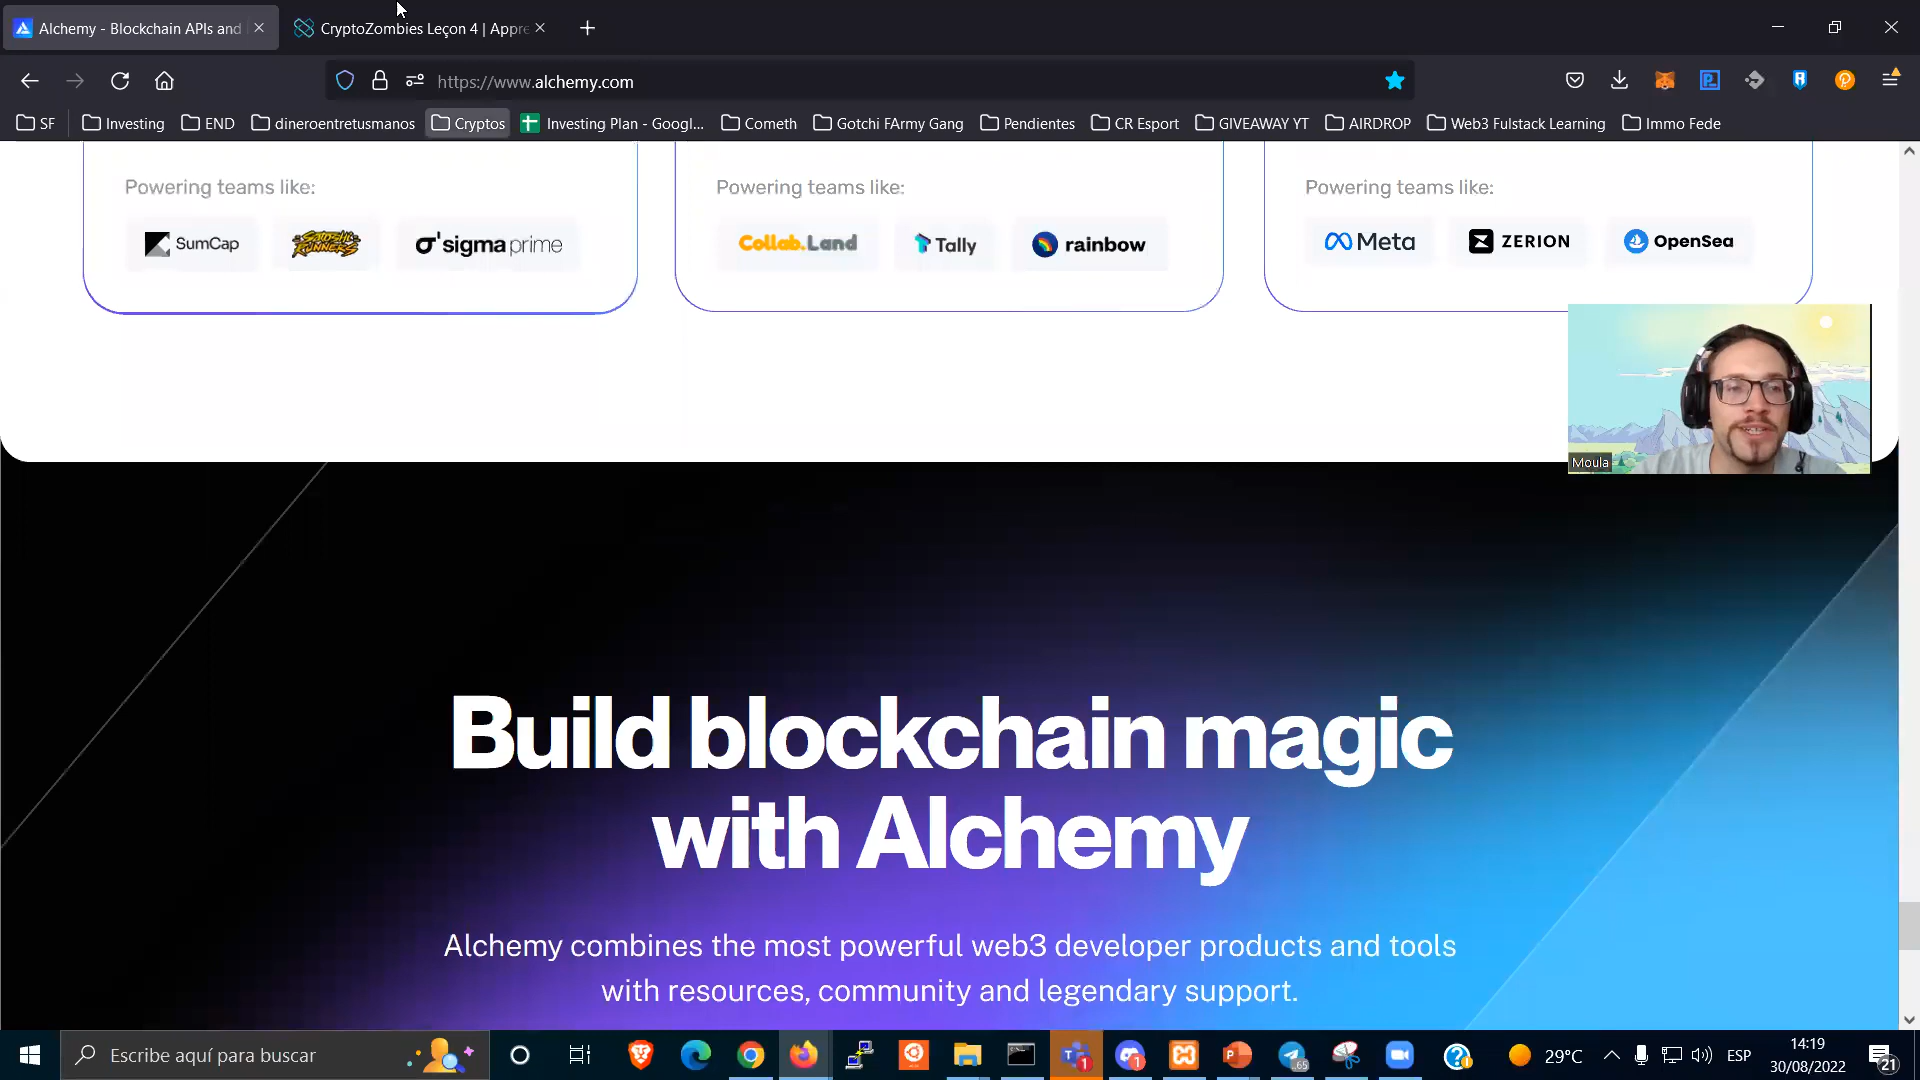 Alchemy - Blockchain APIs and
CryptoZombies Leçon 4 | Appre
https://www.alchemy.com
SF
Investing
END
dineroentretusmanos
Cryptos
Investing Plan - Googl...
Cometh
Gotchi FArmy Gang
Pendientes
CR Esport
GIVEAWAY YT
AIRDROP
Web3 Fulstack Learning
Immo Fede
Powering teams like:
SumCap
SATOSHI
RUNNERS
sigma prime
Powering teams like:
Collab.Land
Tally
rainbow
Powering teams like:
Meta
ZERION
OpenSea
Moula
Build blockchain magic
with Alchemy
Alchemy combines the most powerful web3 developer products and tools
with resources, community and legendary support.
Escribe aquí para buscar
29°C
ESP
14:19
30/08/2022
21